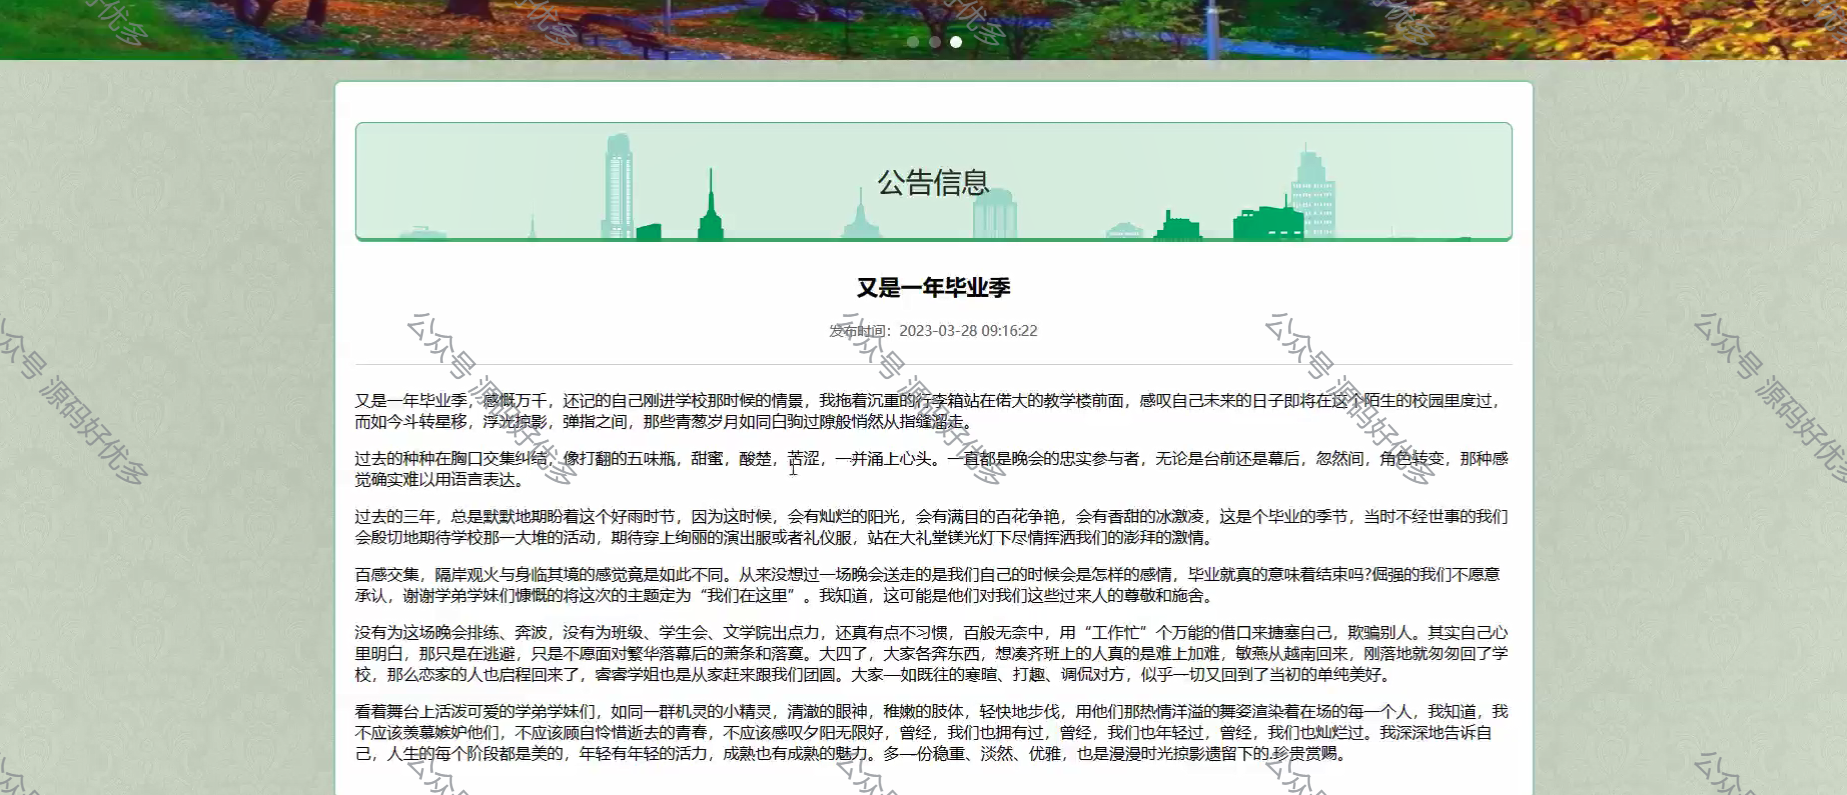 公告信息
又是一年毕业季
发布时间：2023-03-28 09:16:22
又是一年毕业季，感慨万千，还记的自己刚进学校那时候的情景，我拖着沉重的行李箱站在偌大的教学楼前面，感叹自己未来的日子即将在这个陌生的校园里度过，
而如今斗转星移，浮光掠影，弹指之间，那些青葱岁月如同白驹过隙般悄然从指缝溜走。
过去的种种在胸口交集纠结，像打翻的五味瓶，甜蜜，酸楚，苦涩，一并涌上心头。一直都是晚会的忠实参与者，无论是台前还是幕后，忽然间，角色转变，那种感
觉确实难以用语言表达。
过去的三年，总是默默地期盼着这个好雨时节，因为这时候，会有灿烂的阳光，会有满目的百花争艳，会有香甜的冰激凌，这是个毕业的季节，当时不经世事的我们
会殷切地期待学校那一大堆的活动，期待穿上绚丽的演出服或者礼仪服，站在大礼堂镁光灯下尽情挥洒我们的澎拜的激情。
百感交集，隔岸观火与身临其境的感觉竟是如此不同。从来没想过一场晚会送走的是我们自己的时候会是怎样的感情，毕业就真的意味着结束吗?倔强的我们不愿意
承认，谢谢学弟学妹们慷慨的将这次的主题定为“我们在这里”。我知道，这可能是他们对我们这些过来人的尊敬和施舍。
没有为这场晚会排练、奔波，没有为班级、学生会、文学院出点力，还真有点不习惯，百般无奈中，用“工作忙”个万能的借口来搪塞自己，欺骗别人。其实自己心
里明白，那只是在逃避，只是不愿面对繁华落幕后的萧条和落寞。大四了，大家各奔东西，想凑齐班上的人真的是难上加难，敏燕从越南回来，刚落地就匆匆回了学
校，那么恋家的人也启程回来了，睿睿学姐也是从家赶来跟我们团圆。大家—如既往的寒暄、打趣、调侃对方，似乎一切又回到了当初的单纯美好。
看着舞台上活泼可爱的学弟学妹们，如同一群机灵的小精灵，清澈的眼神，稚嫩的肢体，轻快地步伐，用他们那热情洋溢的舞姿渲染着在场的每一个人，我知道，我
不应该羡慕嫉妒他们，不应该顾自怜惜逝去的青春，不应该感叹夕阳无限好，曾经，我们也拥有过，曾经，我们也年轻过，曾经，我们也灿烂过。我深深地告诉自
己，人生的每个阶段都是美的，年轻有年轻的活力，成熟也有成熟的魅力。多—份稳重、淡然、优雅，也是漫漫时光掠影遗留下的.珍贵赏赐。
公众号 源码好优多
公众号 源码好优多
公众号 源码好优多
公众号 源码好优多
公众号 源码好优多